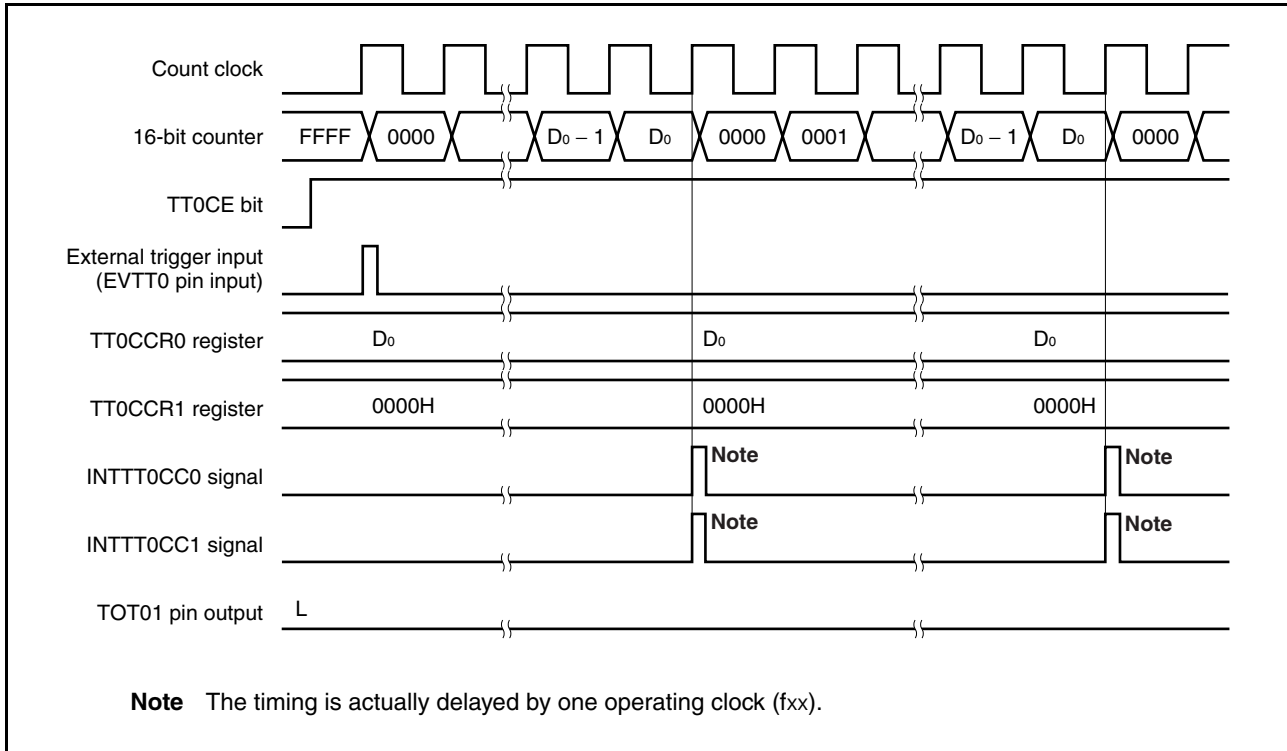 Count clock
16-bit counter FFFF 0000 D0 − 1 D0 0000 0001 D0 − 1 D0 0000
TT0CE bit
External trigger input
(EVTT0 pin input)
TT0CCR0 register D0 D0 D0
TT0CCR1 register 0000H 0000H 0000H
INTTT0CC0 signal Note Note
INTTT0CC1 signal Note Note
TOT01 pin output L
Note The timing is actually delayed by one operating clock (fxx).